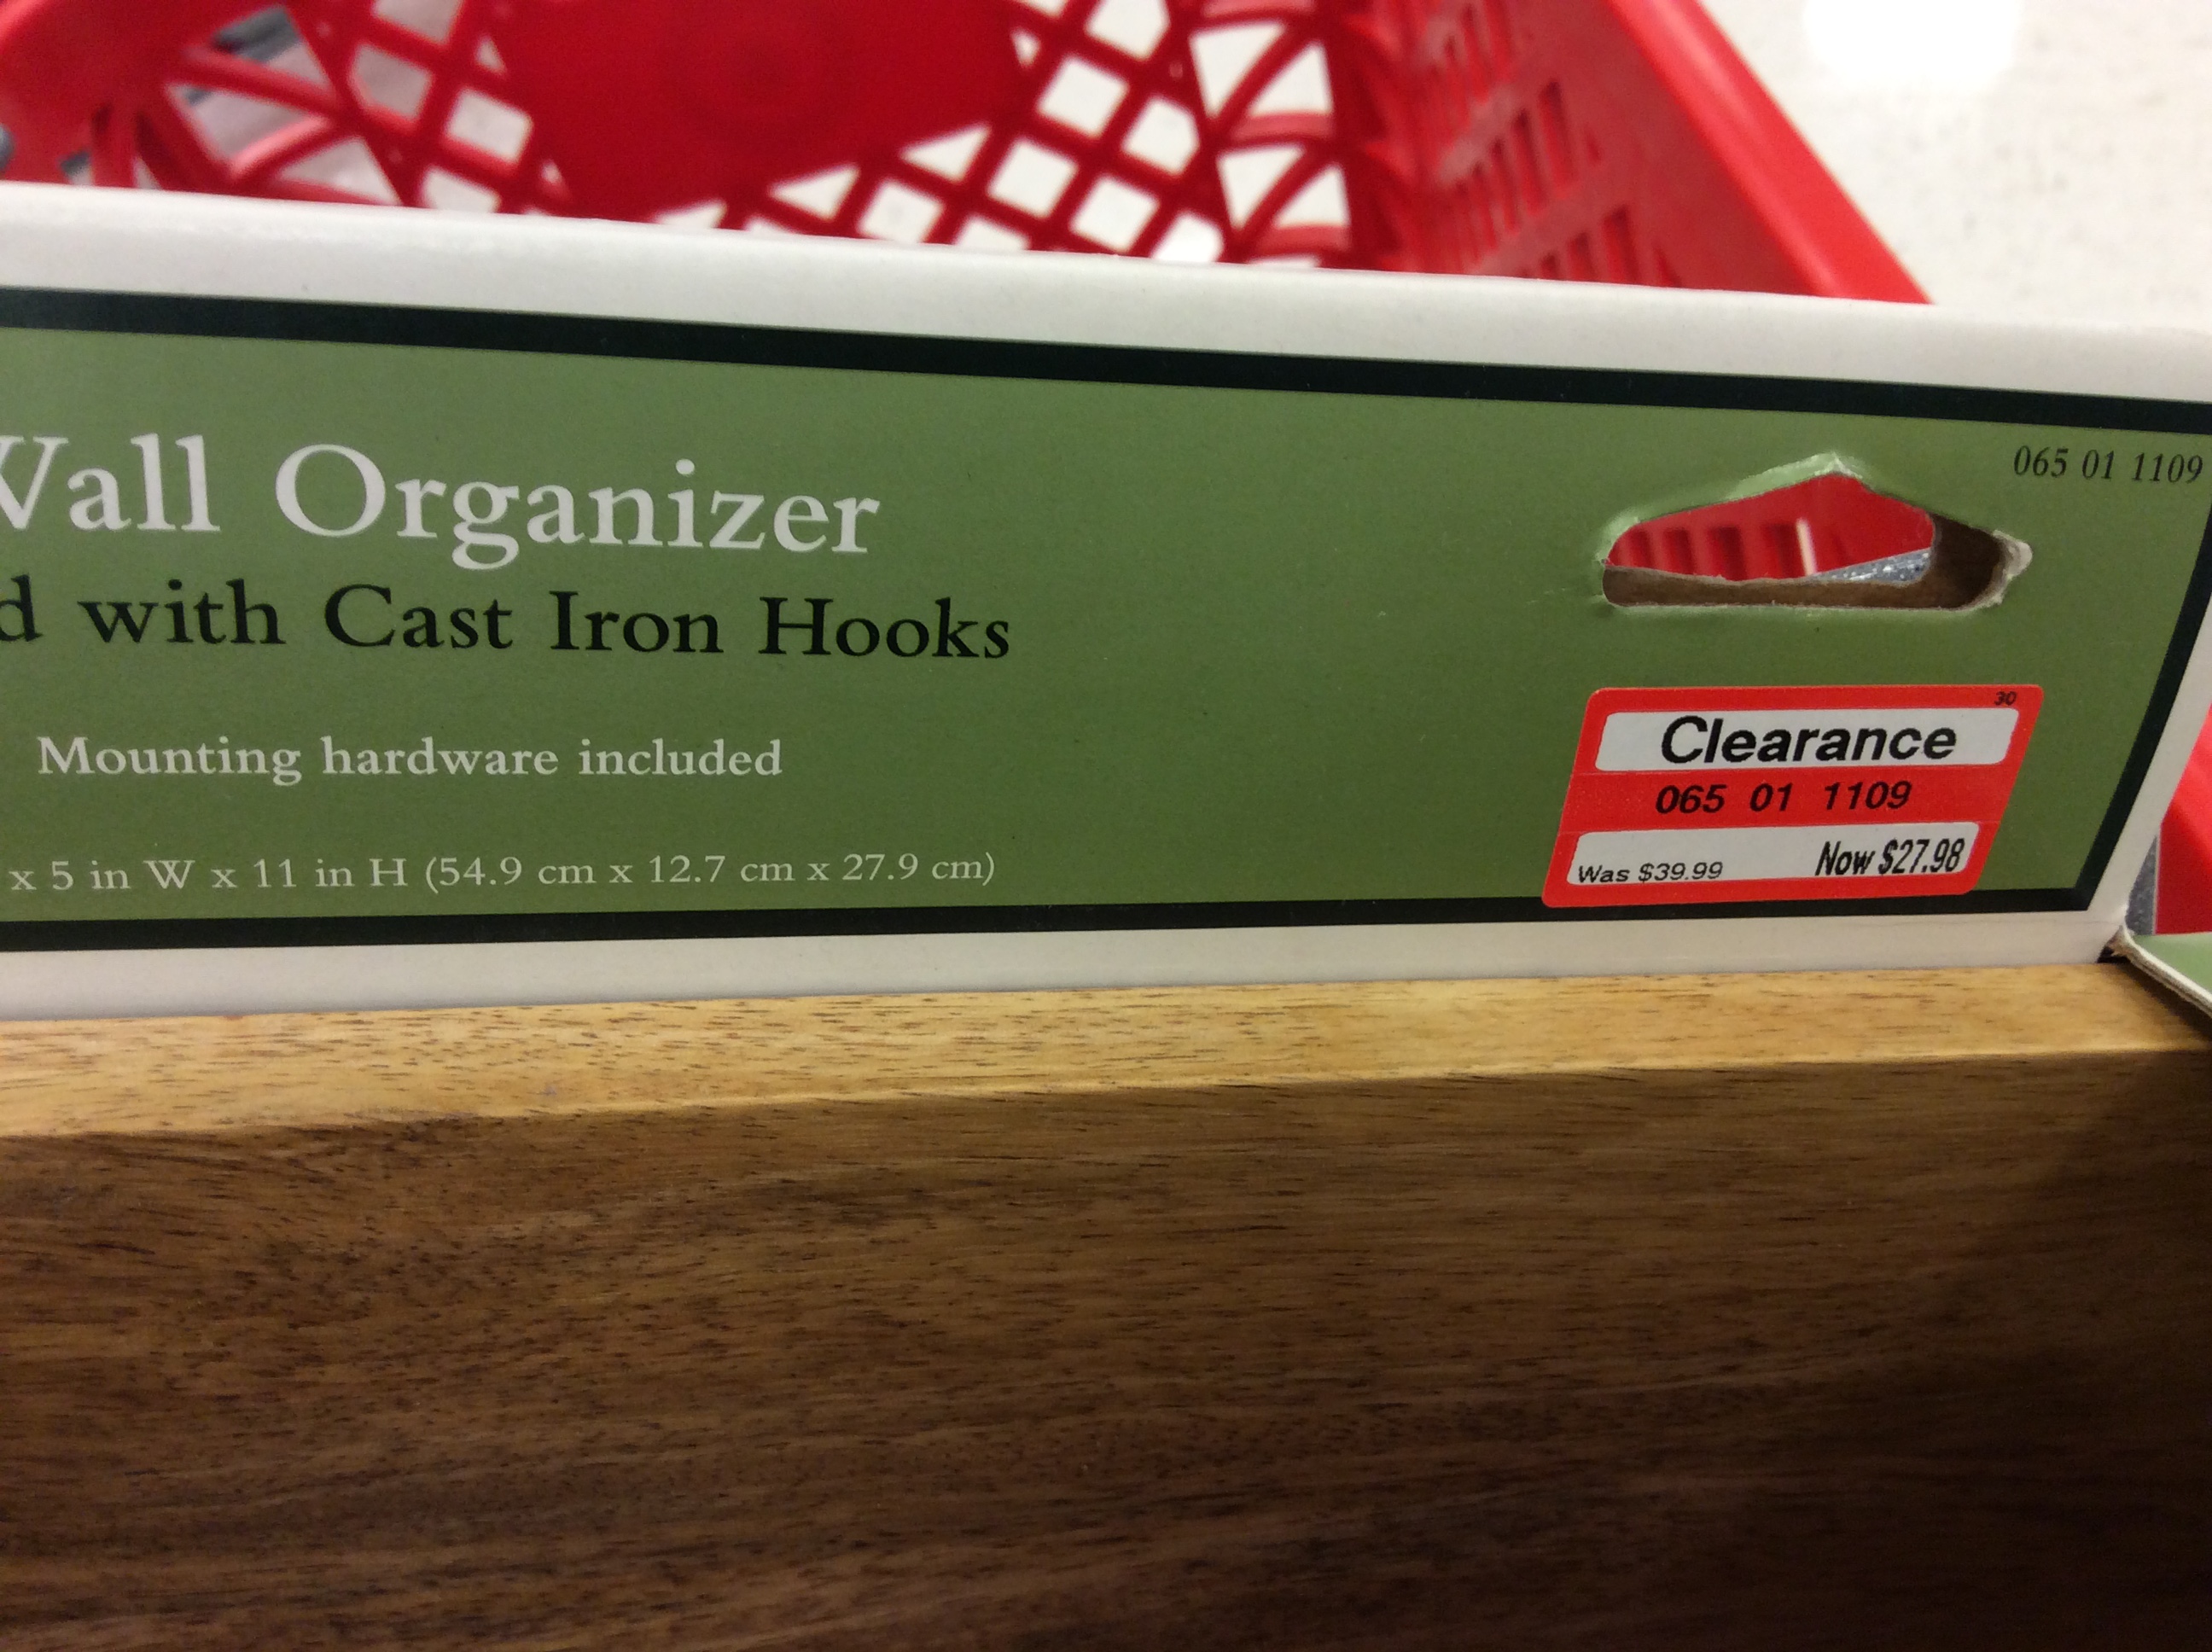 Wall Organizer
d with Cast Iron Hooks
Mounting hardware included
x 5 in W x 11 in H (54.9 cm x 12.7 cm x 27.9 cm)
065 01 1109
30
Clearance
065 01 1109
Was $39.99 Now $27.98